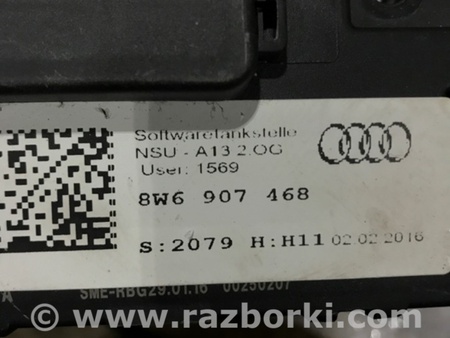 Softwaretankstelle
NSU - A13 2.OG
User: 1569
8W6 907 468
S:2079 H:H11 02.02.2016
A SME-RBG29.01.16 00230207
© www.razborki.com